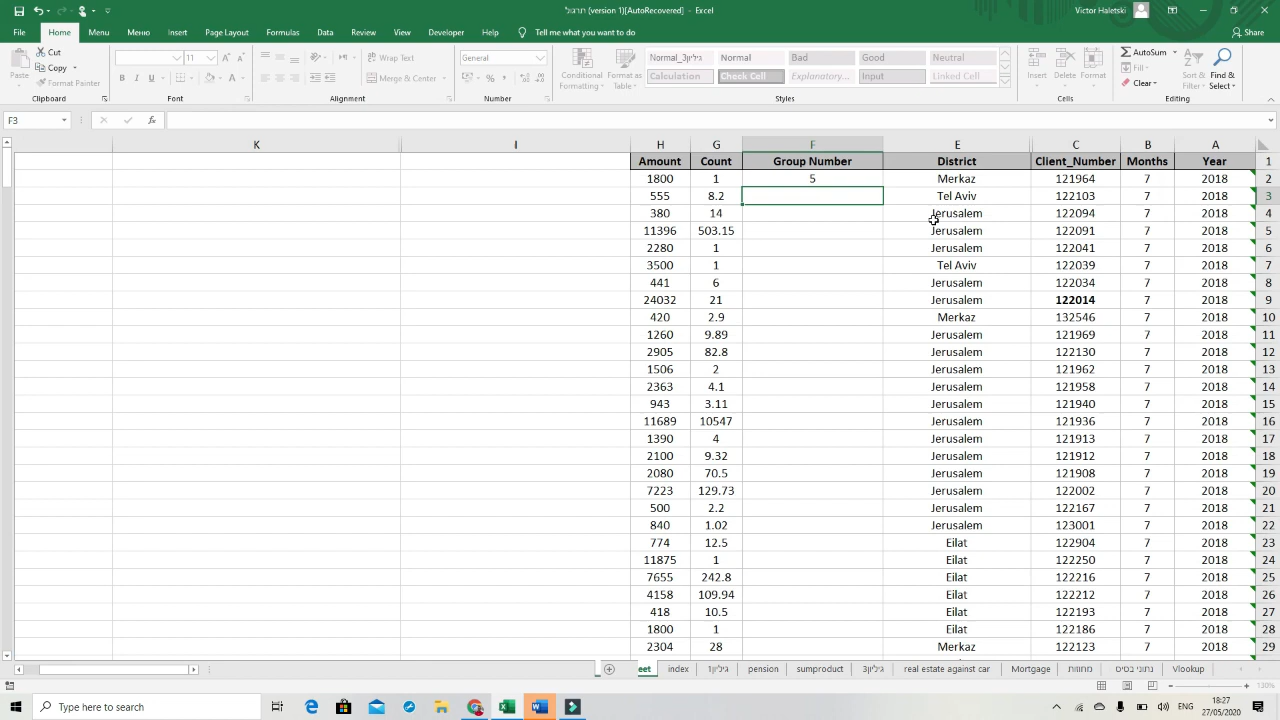 תרגול (version 1)[AutoRecovered] - Excel
Victor Haletski
File Home Menu Меню Insert Page Layout Formulas Data Review View Developer Help Tell me what you want to do Share
Cut
Copy
Format Painter
Paste
Clipboard
11
B I U
Font
Wrap Text
Merge & Center
Alignment
General
Number
Conditional Formatting
Format as Table
Normal_גיליון3 Normal Bad Good Neutral
Calculation Check Cell Explanatory... Input Linked Cell
Styles
Insert Delete Format
Cells
AutoSum
Fill
Clear
Sort & Filter
Find & Select
Editing
F3
fx
K I H G F E C B A
Amount Count Group Number District Client_Number Months Year 1
1800 1 5 Merkaz 121964 7 2018 2
555 8.2 Tel Aviv 122103 7 2018 3
380 14 Jerusalem 122094 7 2018 4
11396 503.15 Jerusalem 122091 7 2018 5
2280 1 Jerusalem 122041 7 2018 6
3500 1 Tel Aviv 122039 7 2018 7
441 6 Jerusalem 122034 7 2018 8
24032 21 Jerusalem 122014 7 2018 9
420 2.9 Merkaz 132546 7 2018 10
1260 9.89 Jerusalem 121969 7 2018 11
2905 82.8 Jerusalem 122130 7 2018 12
1506 2 Jerusalem 121962 7 2018 13
2363 4.1 Jerusalem 121958 7 2018 14
943 3.11 Jerusalem 121940 7 2018 15
11689 10547 Jerusalem 121936 7 2018 16
1390 4 Jerusalem 121913 7 2018 17
2100 9.32 Jerusalem 121912 7 2018 18
2080 70.5 Jerusalem 121908 7 2018 19
7223 129.73 Jerusalem 122002 7 2018 20
500 2.2 Jerusalem 122167 7 2018 21
840 1.02 Jerusalem 123001 7 2018 22
774 12.5 Eilat 122904 7 2018 23
11875 1 Eilat 122250 7 2018 24
7655 242.8 Eilat 122216 7 2018 25
4158 109.94 Eilat 122212 7 2018 26
418 10.5 Eilat 122193 7 2018 27
1800 1 Eilat 122186 7 2018 28
2304 28 Merkaz 122123 7 2018 29
eet index גיליון1 pension sumproduct גיליון3 real estate against car Mortgage מחוזות נתוני בסיס Vlookup
130%
Type here to search
18:07
27/05/2020